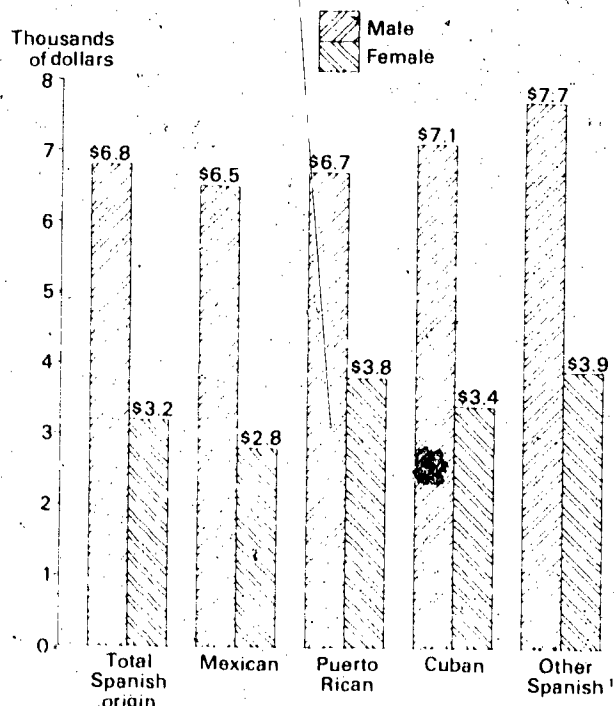 Thousands
of dollars
Male
Female
8
7
6
5
4
3
2
1
0
$6.8
$3.2
$6.5
$2.8
$6.7
$3.8
$7.1
$3.4
$7.7
$3.9
Total
Spanish
origin
Mexican
Puerto
Rican
Cuban
Other
Spanish ¹